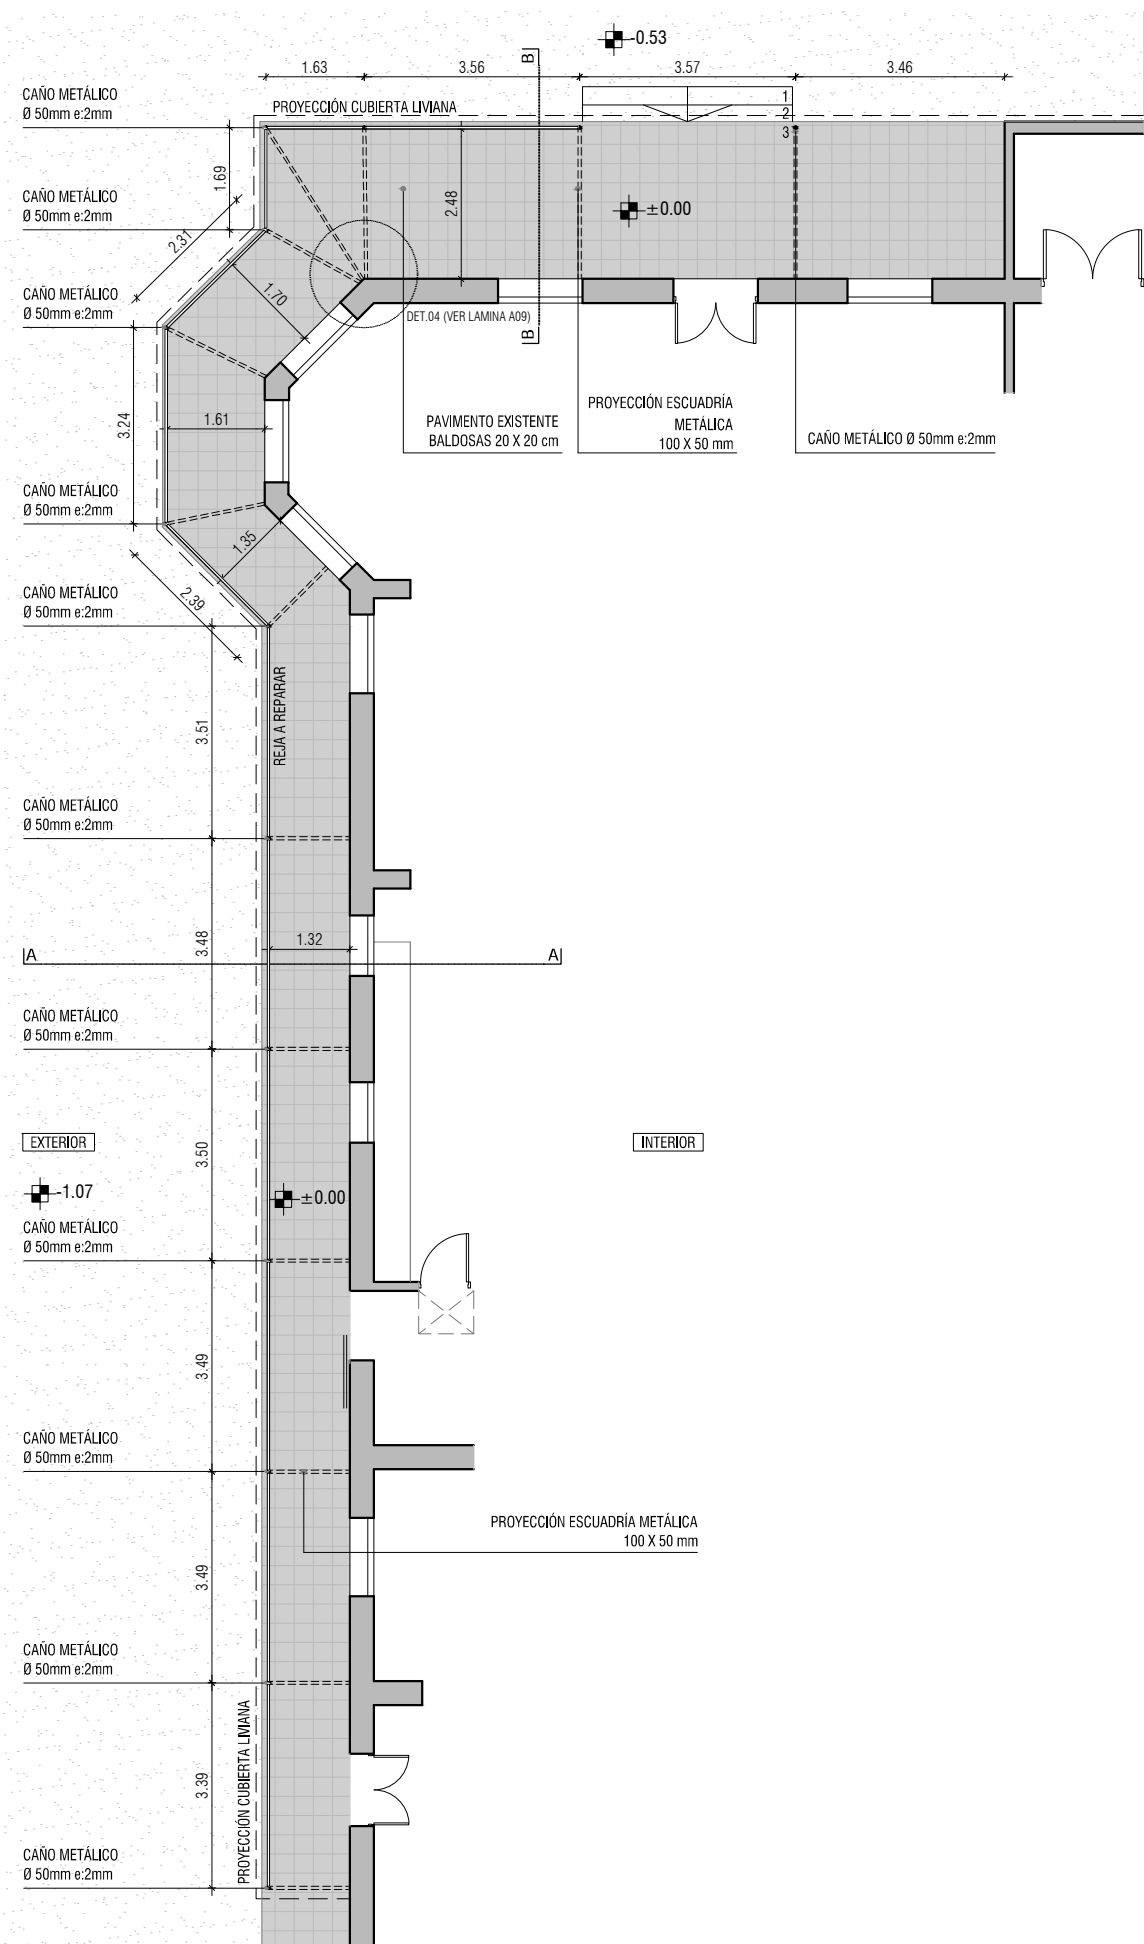 -0.53
B
1.63
3.56
3.57
3.46
CAÑO METÁLICO
Ø 50mm e:2mm
PROYECCIÓN CUBIERTA LIVIANA
1
2
3
1.69
CAÑO METÁLICO
Ø 50mm e:2mm
2.48
±0.00
2.31
CAÑO METÁLICO
Ø 50mm e:2mm
1.70
DET.04 (VER LAMINA A09)
B
3.24
1.61
PAVIMENTO EXISTENTE
BALDOSAS 20 X 20 cm
PROYECCIÓN ESCUADRÍA
METÁLICA
100 X 50 mm
CAÑO METÁLICO Ø 50mm e:2mm
CAÑO METÁLICO
Ø 50mm e:2mm
1.35
CAÑO METÁLICO
Ø 50mm e:2mm
2.39
REJA A REPARAR
3.51
CAÑO METÁLICO
Ø 50mm e:2mm
3.48
1.32
A
A
CAÑO METÁLICO
Ø 50mm e:2mm
3.50
EXTERIOR
INTERIOR
-1.07
±0.00
CAÑO METÁLICO
Ø 50mm e:2mm
3.49
CAÑO METÁLICO
Ø 50mm e:2mm
PROYECCIÓN ESCUADRÍA METÁLICA
100 X 50 mm
3.49
CAÑO METÁLICO
Ø 50mm e:2mm
PROYECCIÓN CUBIERTA LIVIANA
3.39
CAÑO METÁLICO
Ø 50mm e:2mm